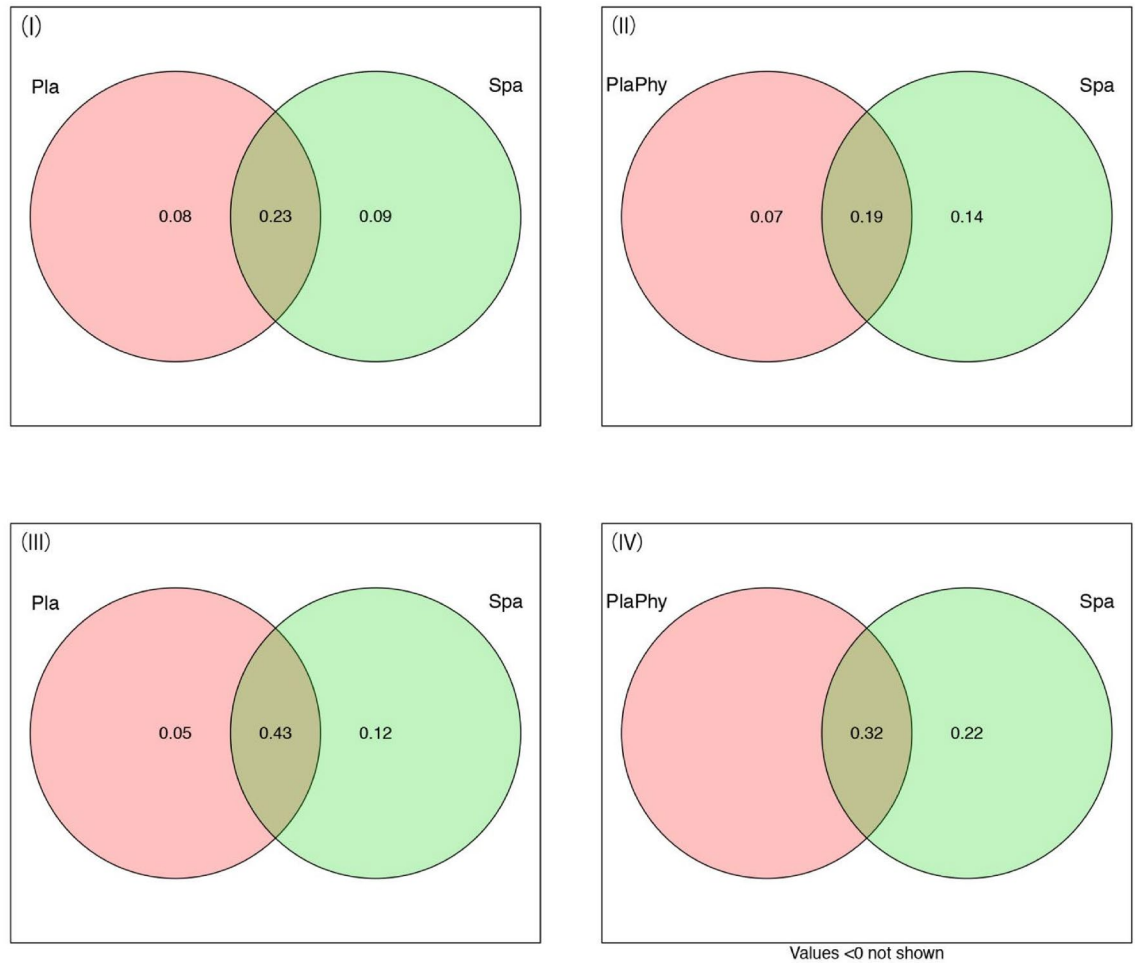 (I)
Pla
Spa
0.08
0.23
0.09
(II)
PlaPhy
Spa
0.07
0.19
0.14
(III)
Pla
Spa
0.05
0.43
0.12
(IV)
PlaPhy
Spa
0.32
0.22
Values <0 not shown